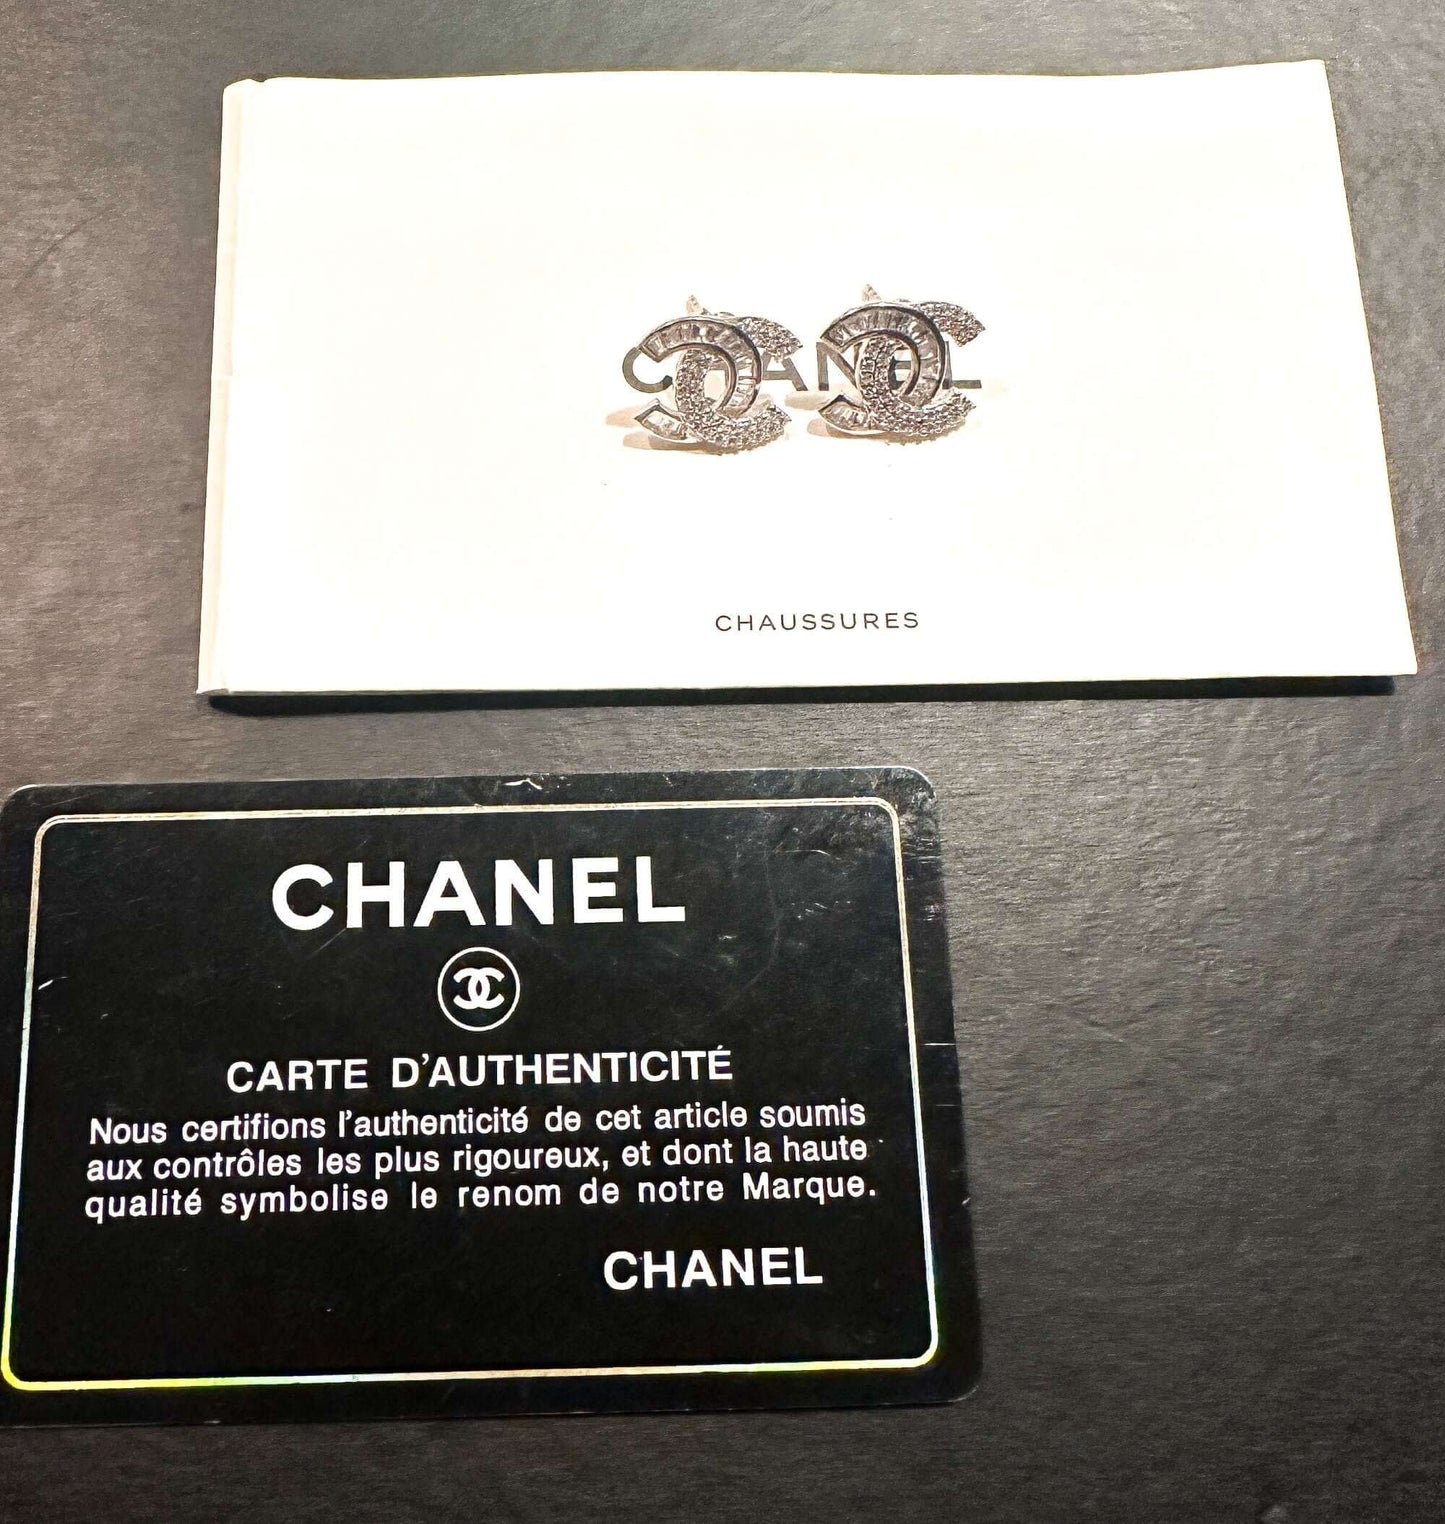 CHANEL
CHAUSSURES
CHANEL
CARTE D'AUTHENTICITÉ
Nous certifions l'authenticité de cet article soumis
aux contrôles les plus rigoureux, et dont la haute
qualité symbolise le renom de notre Marque.
CHANEL